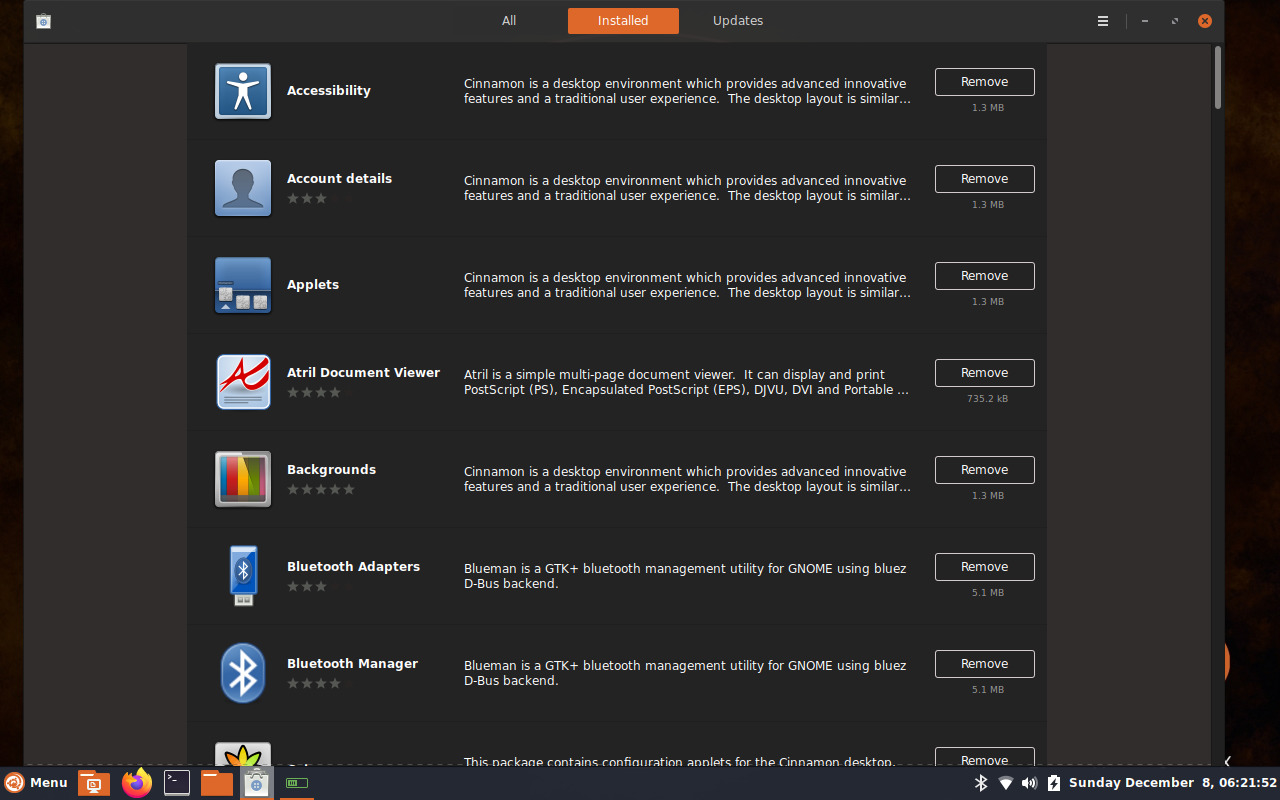 All
Installed
Updates
Accessibility
Cinnamon is a desktop environment which provides advanced innovative
features and a traditional user experience.  The desktop layout is similar...
Remove
1.3 MB
Account details
Cinnamon is a desktop environment which provides advanced innovative
features and a traditional user experience.  The desktop layout is similar...
Remove
1.3 MB
Applets
Cinnamon is a desktop environment which provides advanced innovative
features and a traditional user experience.  The desktop layout is similar...
Remove
1.3 MB
Atril Document Viewer
Atril is a simple multi-page document viewer.  It can display and print
PostScript (PS), Encapsulated PostScript (EPS), DJVU, DVI and Portable ...
Remove
735.2 kB
Backgrounds
Cinnamon is a desktop environment which provides advanced innovative
features and a traditional user experience.  The desktop layout is similar...
Remove
1.3 MB
Bluetooth Adapters
Blueman is a GTK+ bluetooth management utility for GNOME using bluez
D-Bus backend.
Remove
5.1 MB
Bluetooth Manager
Blueman is a GTK+ bluetooth management utility for GNOME using bluez
D-Bus backend.
Remove
5.1 MB
This package contains configuration applets for the Cinnamon desktop.
Remove
Menu
Sunday December  8, 06:21:52